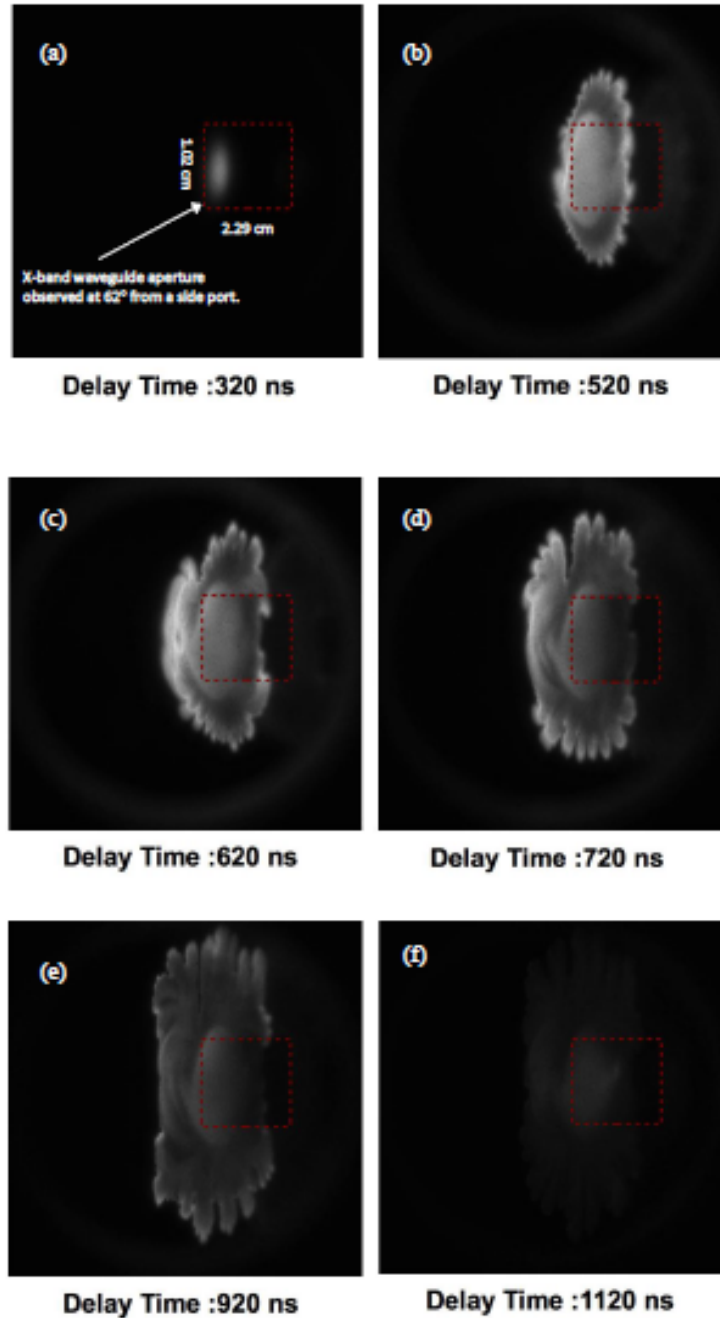 (a)
1.02 cm
2.29 cm
X-band waveguide aperture
observed at 62° from a side port.
Delay Time :320 ns
(b)
Delay Time :520 ns
(c)
Delay Time :620 ns
(d)
Delay Time :720 ns
(e)
Delay Time :920 ns
(f)
Delay Time :1120 ns